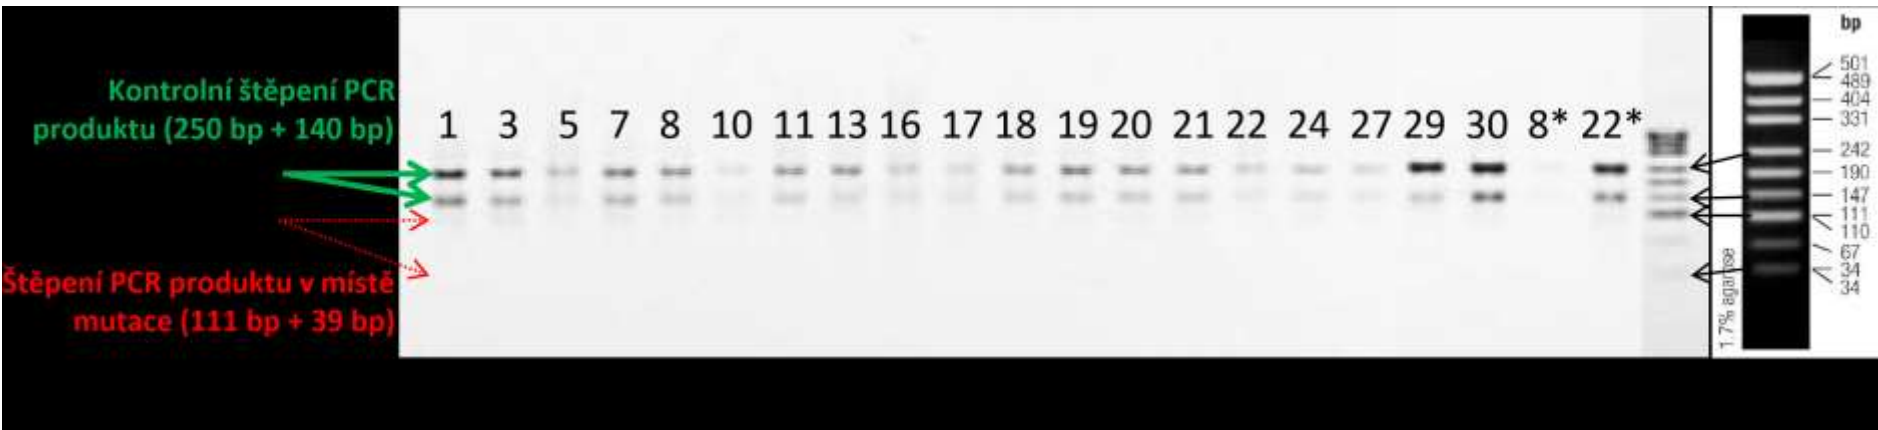 Kontrolní štěpení PCR
produktu (250 bp + 140 bp)
Štěpení PCR produktu v místě
mutace (111 bp + 39 bp)
1 3 5 7 8 10 11 13 16 17 18 19 20 21 22 24 27 29 30 8* 22*
1.7% agarose
bp
501
489
404
331
242
190
147
111
110
67
34
34